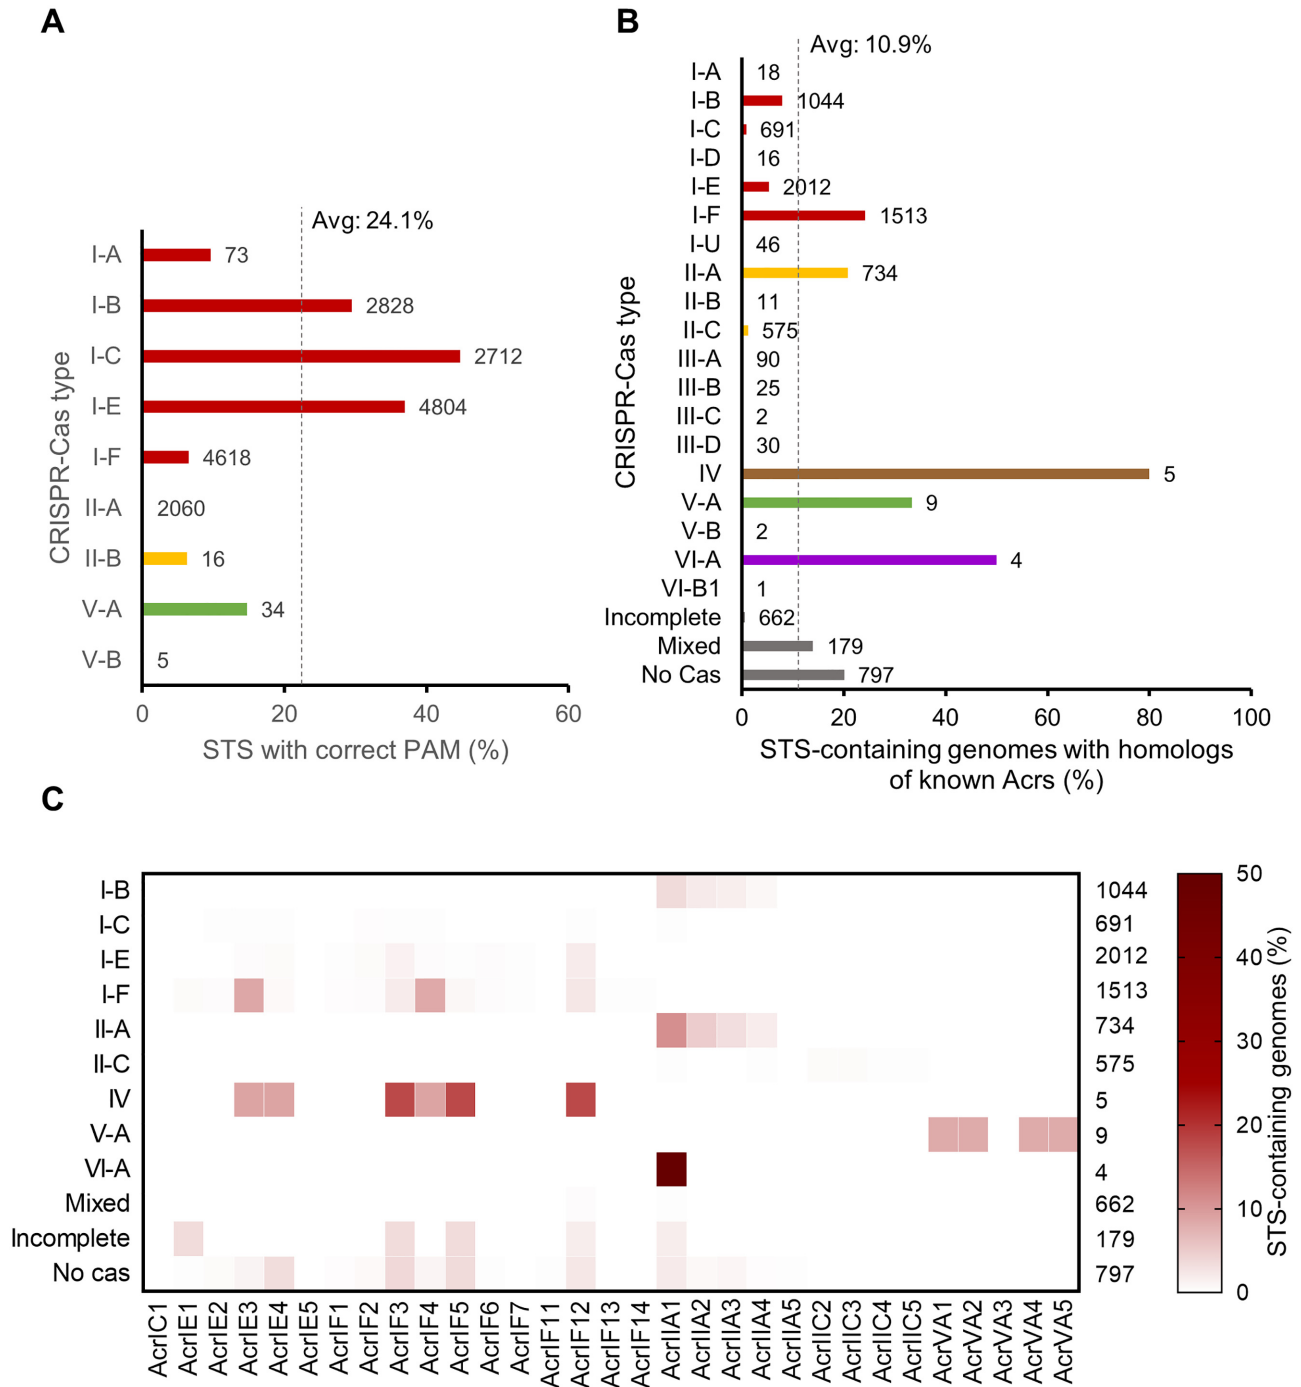 A
Avg: 24.1%
CRISPR-Cas type
I-A 73
I-B 2828
I-C 2712
I-E 4804
I-F 4618
II-A 2060
II-B 16
V-A 34
V-B 5
0 20 40 60
STS with correct PAM (%)
B
Avg: 10.9%
CRISPR-Cas type
I-A 18
I-B 1044
I-C 691
I-D 16
I-E 2012
I-F 1513
I-U 46
II-A 734
II-B 11
II-C 575
III-A 90
III-B 25
III-C 2
III-D 30
IV 5
V-A 9
V-B 2
VI-A 4
VI-B1 1
Incomplete 662
Mixed 179
No Cas 797
0 20 40 60 80 100
STS-containing genomes with homologs
of known Acrs (%)
C
I-B 1044
I-C 691
I-E 2012
I-F 1513
II-A 734
II-C 575
IV 5
V-A 9
VI-A 4
Mixed 662
Incomplete 179
No cas 797
AcrIC1
AcrIE1
AcrIE2
AcrIE3
AcrIE4
AcrIE5
AcrIF1
AcrIF2
AcrIF3
AcrIF4
AcrIF5
AcrIF6
AcrIF7
AcrIF11
AcrIF12
AcrIF13
AcrIF14
AcrIIA1
AcrIIA2
AcrIIA3
AcrIIA4
AcrIIA5
AcrIIC2
AcrIIC3
AcrIIC4
AcrIIC5
AcrVA1
AcrVA2
AcrVA3
AcrVA4
AcrVA5
50
40
30
20
10
0
STS-containing genomes (%)